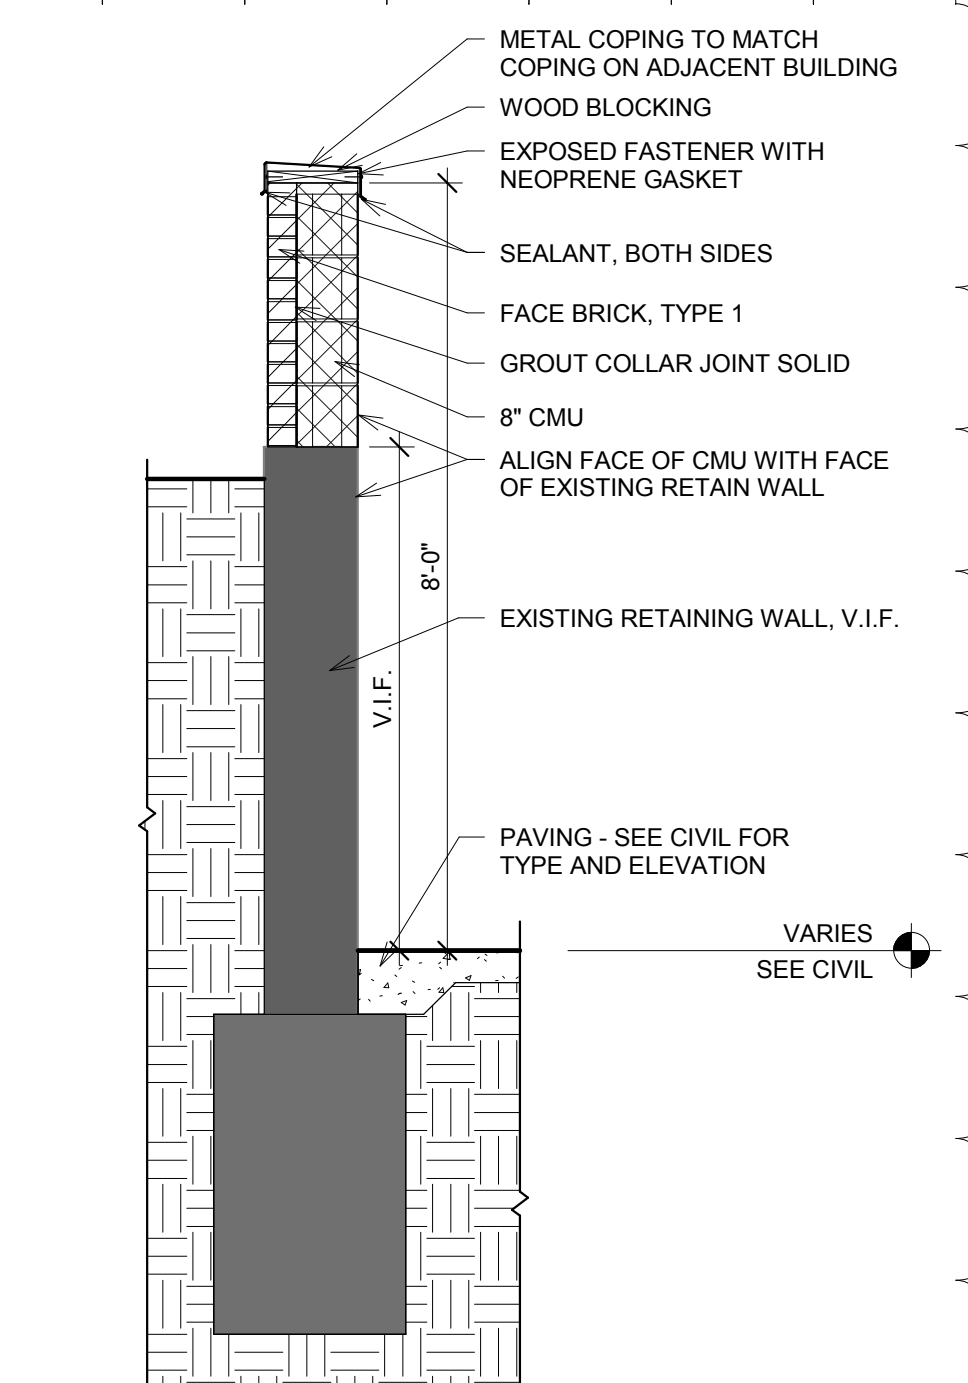 METAL COPING TO MATCH
COPING ON ADJACENT BUILDING
WOOD BLOCKING
EXPOSED FASTENER WITH
NEOPRENE GASKET
SEALANT, BOTH SIDES
FACE BRICK, TYPE 1
GROUT COLLAR JOINT SOLID
8" CMU
ALIGN FACE OF CMU WITH FACE
OF EXISTING RETAIN WALL
8'-0"
EXISTING RETAINING WALL, V.I.F.
V.I.F.
PAVING - SEE CIVIL FOR
TYPE AND ELEVATION
VARIES
SEE CIVIL